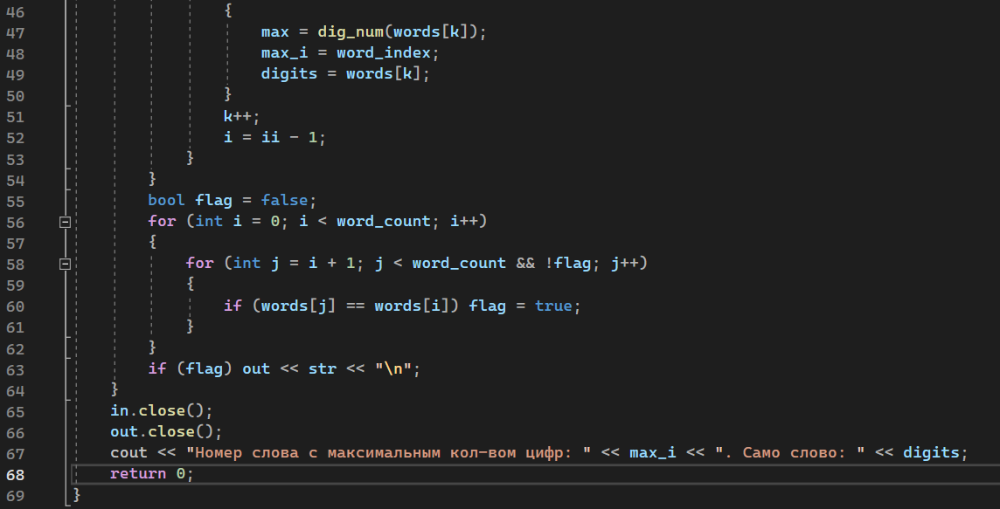 46 {
47 max = dig_num(words[k]);
48 max_i = word_index;
49 digits = words[k];
50 }
51 k++;
52 i = ii - 1;
53 }
54 }
55 bool flag = false;
56 for (int i = 0; i < word_count; i++)
57 {
58 for (int j = i + 1; j < word_count && !flag; j++)
59 {
60 if (words[j] == words[i]) flag = true;
61 }
62 }
63 if (flag) out << str << "\n";
64 }
65 in.close();
66 out.close();
67 cout << "Номер слова с максимальным кол-вом цифр: " << max_i << ". Само слово: " << digits;
68 return 0;
69 }